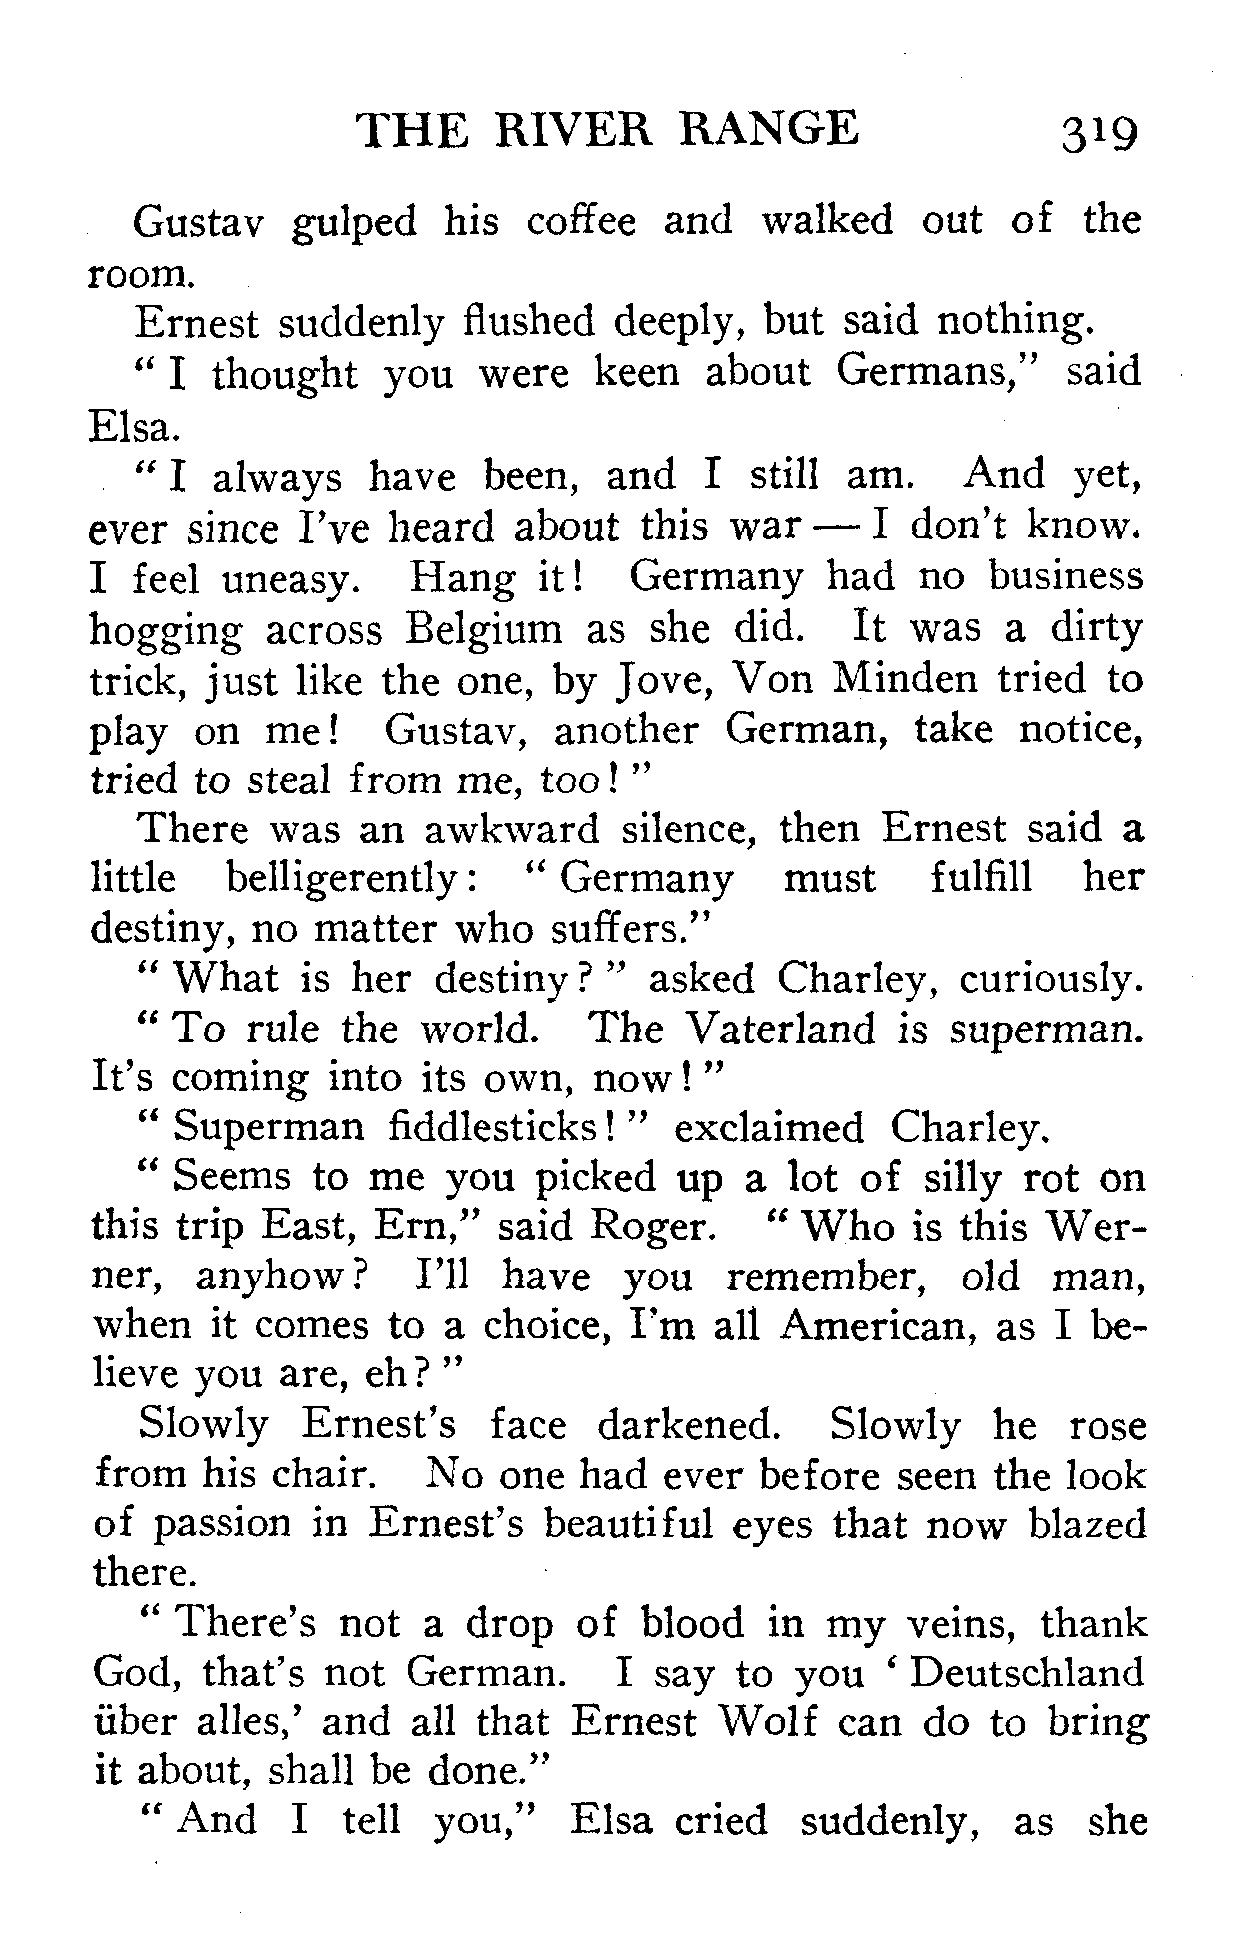 THE RIVER RANGE 319
Gustav gulped his coffee and walked out of the
room.
Ernest suddenly flushed deeply, but said nothing.
“ I thought you were keen about Germans,” said
Elsa.
“ I always have been, and I still am. And yet,
ever since I’ve heard about this war — I don’t know.
I feel uneasy. Hang it! Germany had no business
hogging across Belgium as she did. It was a dirty
trick, just like the one, by Jove, Von Minden tried to
play on me! Gustav, another German, take notice,
tried to steal from me, too! ”
There was an awkward silence, then Ernest said a
little belligerently: “ Germany must fulfill her
destiny, no matter who suffers.”
“ What is her destiny? ” asked Charley, curiously.
“ To rule the world. The Vaterland is superman.
It’s coming into its own, now! ”
“ Superman fiddlesticks! ” exclaimed Charley.
“ Seems to me you picked up a lot of silly rot on
this trip East, Ern,” said Roger. “ Who is this Wer-
ner, anyhow? I’ll have you remember, old man,
when it comes to a choice, I’m all American, as I be-
lieve you are, eh? ”
Slowly Ernest’s face darkened. Slowly he rose
from his chair. No one had ever before seen the look
of passion in Ernest’s beautiful eyes that now blazed
there.
“ There’s not a drop of blood in my veins, thank
God, that’s not German. I say to you ‘ Deutschland
über alles,’ and all that Ernest Wolf can do to bring
it about, shall be done.”
“ And I tell you,” Elsa cried suddenly, as she